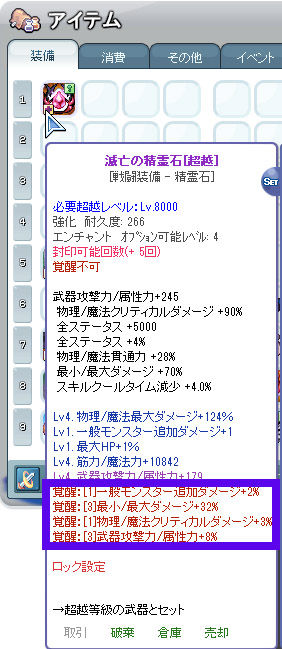 アイテム
装備 消費 その他 イベント
1
2
3
4
5
6
7
8
9
滅亡の精霊石[超越]
[戦闘装備 - 精霊石]
SET
必要超越レベル: Lv.8000
強化 耐久度: 266
エンチャント オプション可能レベル: 4
封印可能回数(+ 5回)
覚醒不可
武器攻撃力/属性力+245
物理/魔法クリティカルダメージ +90%
全ステータス +5000
全ステータス +4%
物理/魔法貫通力 +28%
最小/最大ダメージ +70%
スキルクールタイム減少 +4.0%
Lv4. 物理/魔法最大ダメージ+124%
Lv1. 一般モンスター追加ダメージ+1
Lv1. 最大HP+1%
Lv4. 筋力/魔法力+10842
Lv4. 武器攻撃力/属性力+179
覚醒:[1]一般モンスター追加ダメージ+2%
覚醒:[3]最小/最大ダメージ+32%
覚醒:[1]物理/魔法クリティカルダメージ+3%
覚醒:[3]武器攻撃力/属性力+8%
ロック設定
→超越等級の武器とセット
取引 破棄 倉庫 売却